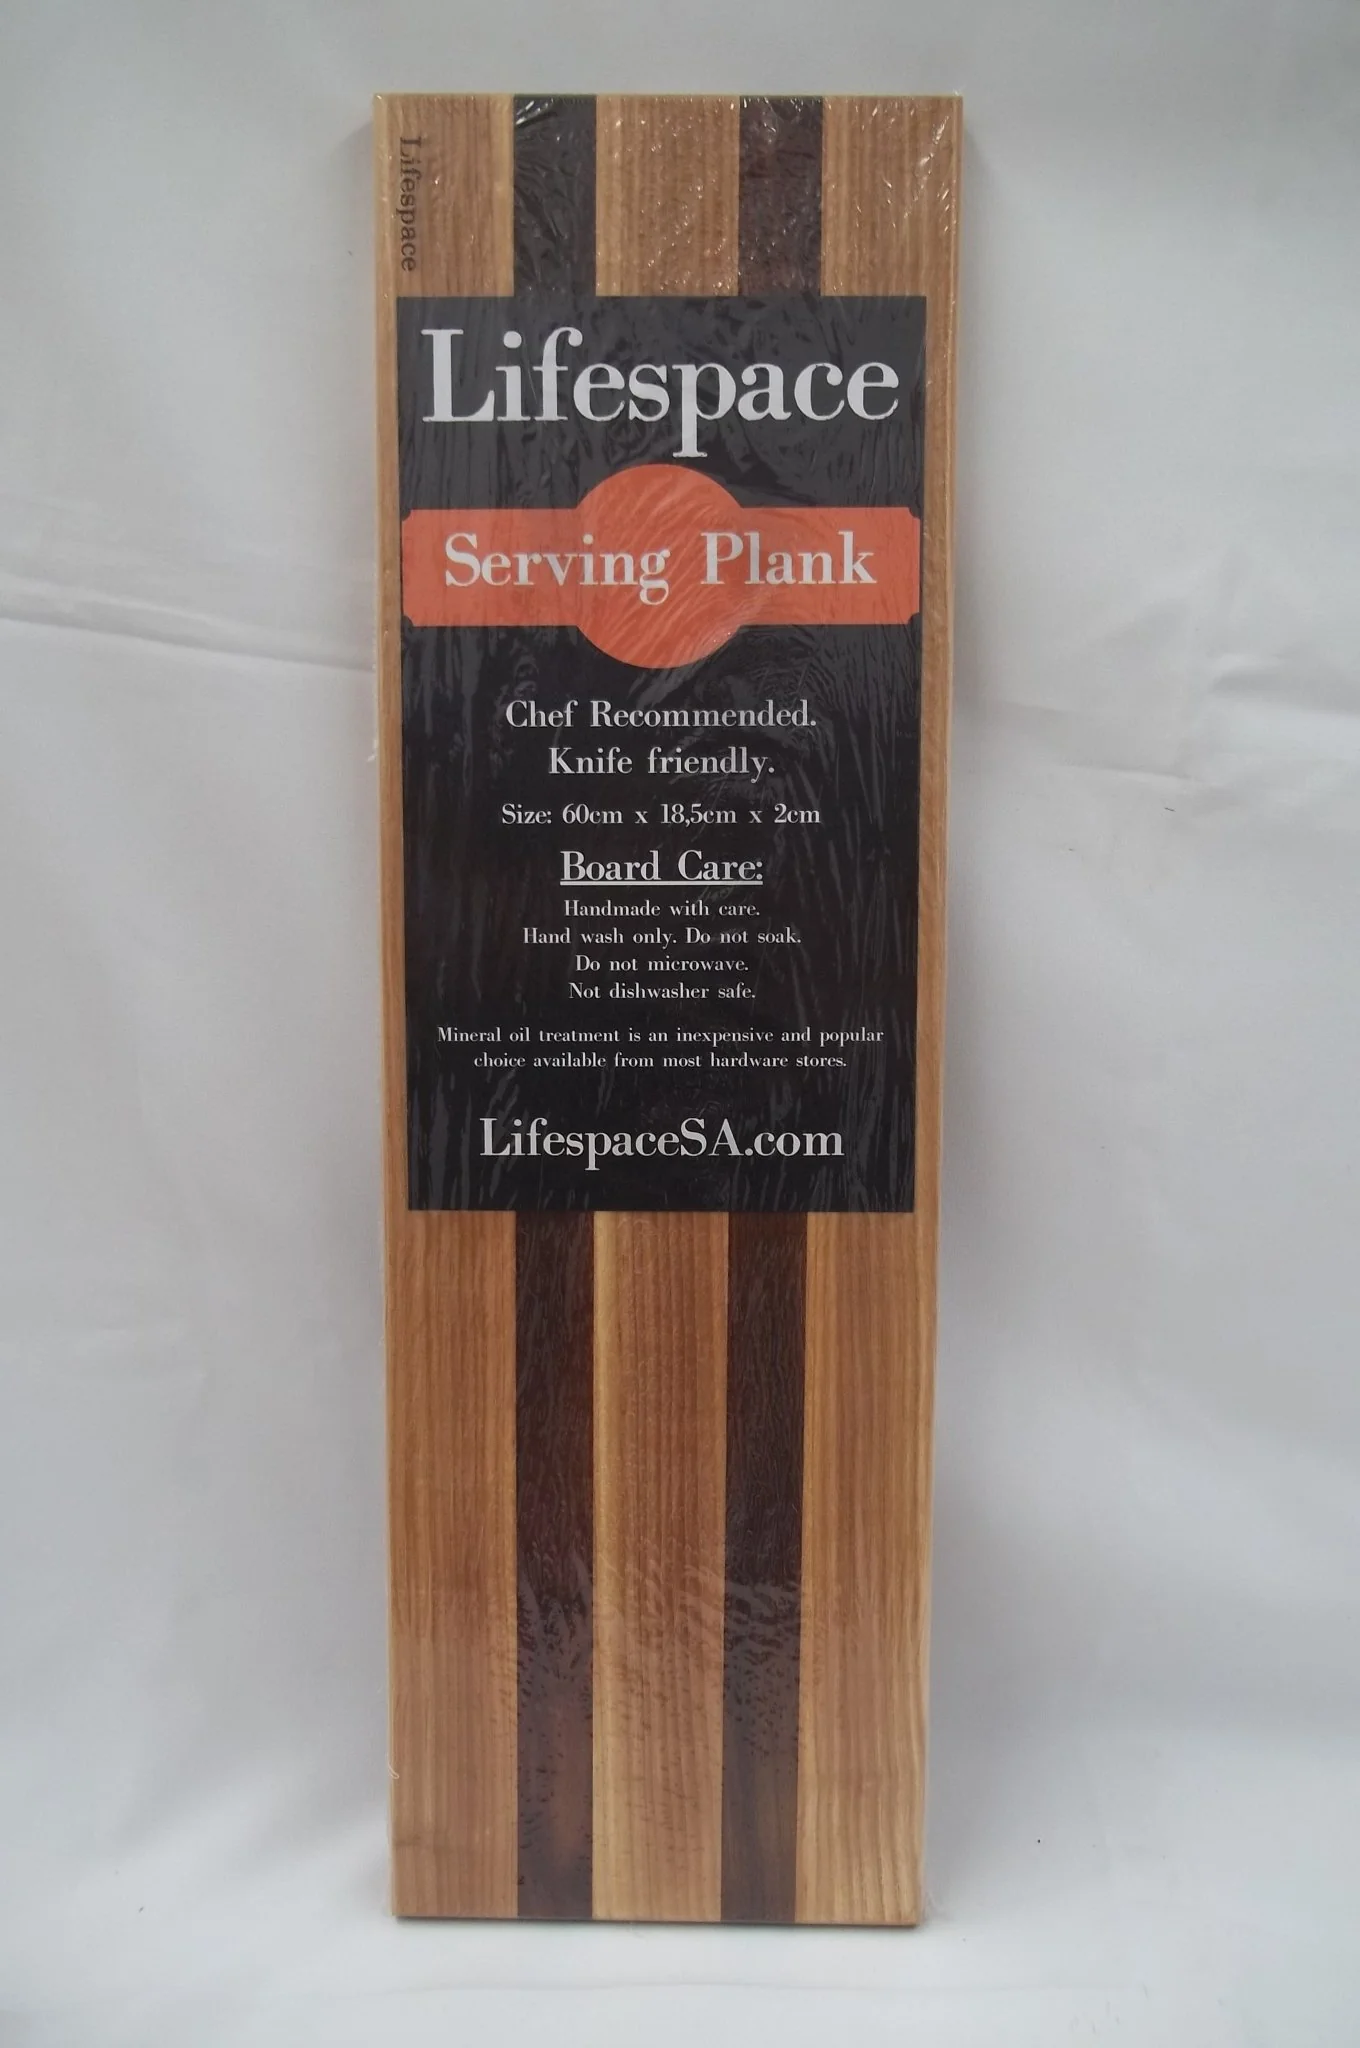 Lifespace
Lifespace
Serving Plank
Chef Recommended.
Knife friendly.
Size: 60cm x 18,5cm x 2cm
Board Care:
Handmade with care.
Hand wash only. Do not soak.
Do not microwave.
Not dishwasher safe.
Mineral oil treatment is an inexpensive and popular
choice available from most hardware stores.
LifespaceSA.com